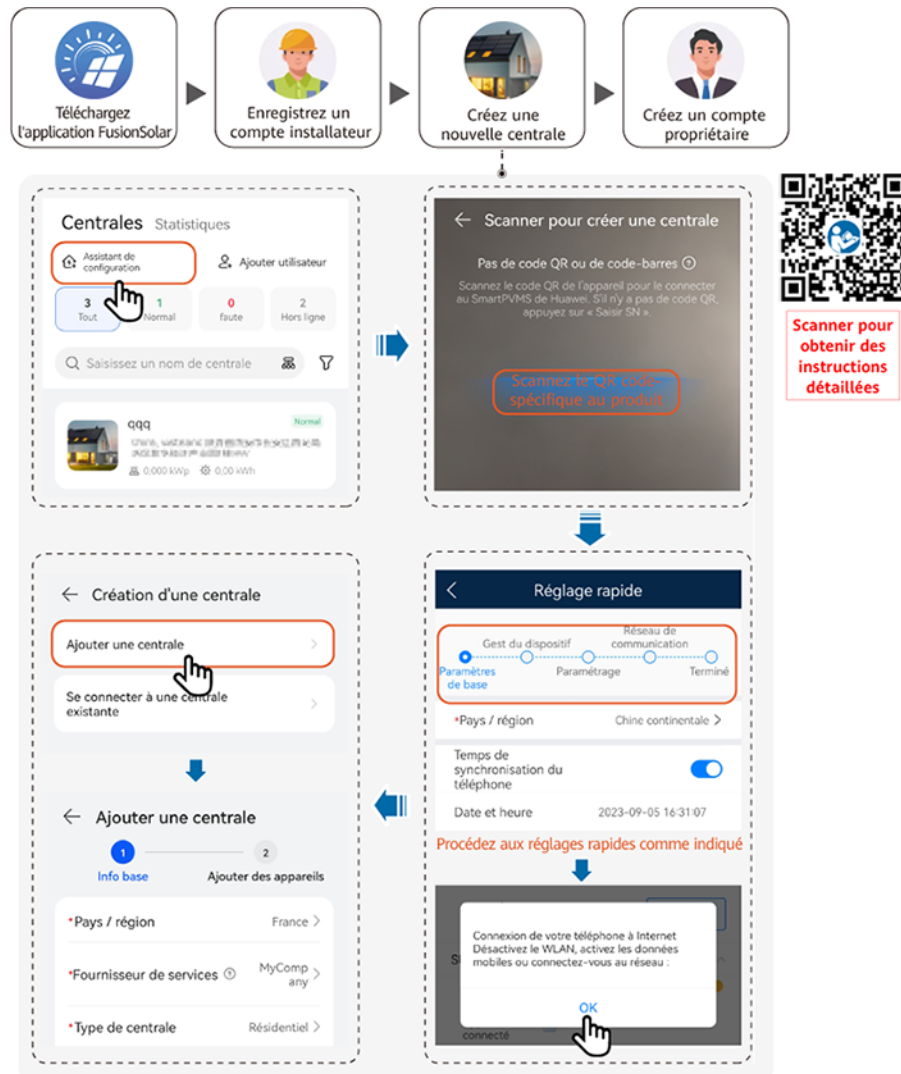 Téléchargez
l'application FusionSolar
Enregistrez un
compte installateur
Créez une
nouvelle centrale
Créez un compte
propriétaire
Centrales Statistiques
Assistant de
configuration
Ajouter utilisateur
3
Tout
1
Normal
0
faute
2
Hors ligne
Saisissez un nom de centrale
qqq
Normal
0,000 kWp 0,00 kWh
← Scanner pour créer une centrale
Pas de code QR ou de code-barres ?
Scannez le code QR de l'appareil pour le connecter
au SmartPVMS de Huawei. S'il n'y a pas de code QR,
appuyez sur « Saisir SN ».
Scannez le QR code
spécifique au produit
Scanner pour
obtenir des
instructions
détaillées
< Réglage rapide
Paramètres
de base
Gest du dispositif
Paramétrage
Réseau de
communication
Terminé
*Pays / région Chine continentale >
Temps de
synchronisation du
téléphone
Date et heure 2023-09-05 16:31:07
Procédez aux réglages rapides comme indiqué
Connexion de votre téléphone à Internet
Désactivez le WLAN, activez les données
mobiles ou connectez-vous au réseau :
OK
connecté
← Création d'une centrale
Ajouter une centrale >
Se connecter à une centrale
existante >
← Ajouter une centrale
1
Info base
2
Ajouter des appareils
*Pays / région France >
*Fournisseur de services ? MyComp
any >
*Type de centrale Résidentiel >